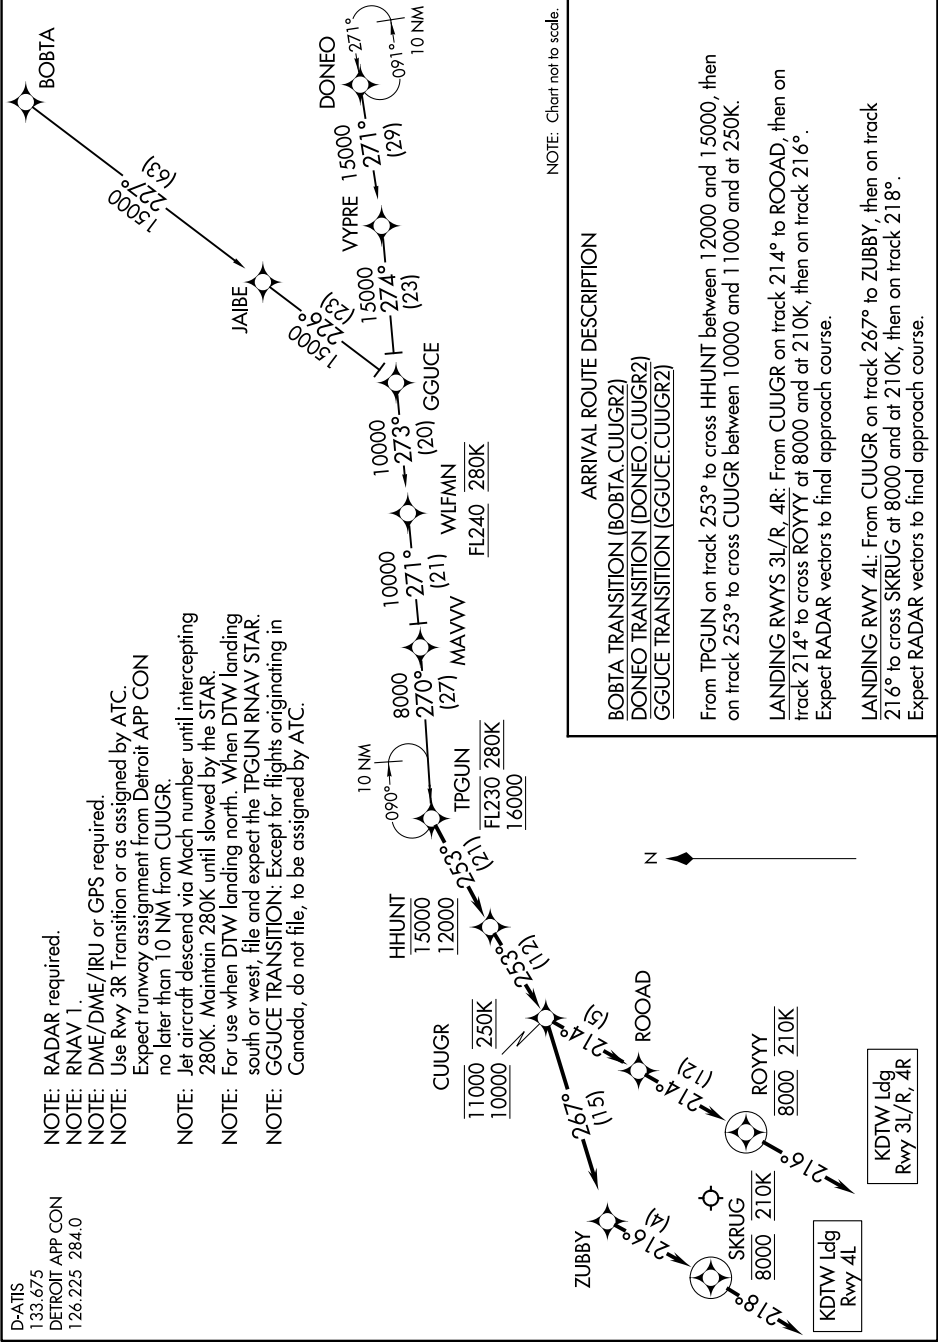 D-ATIS
133.675
DETROIT APP CON
126.225 284.0
NOTE: RADAR required.
NOTE: RNAV 1.
NOTE: DME/DME/IRU or GPS required.
NOTE: Use Rwy 3R Transition or as assigned by ATC.
Expect runway assignment from Detroit APP CON
no later than 10 NM from CUUGR.
NOTE: Jet aircraft descend via Mach number until intercepting
280K. Maintain 280K until slowed by the STAR.
NOTE: For use when DTW landing north. When DTW landing
south or west, file and expect the TPGUN RNAV STAR.
NOTE: GGUCE TRANSITION: Except for flights originating in
Canada, do not file, to be assigned by ATC.
BOBTA
15000
227°
(63)
JAIBE
15000
226°
(23)
DONEO
271°
091°
10 NM
15000
271°
(29)
VYPRE
15000
274°
(23)
GGUCE
10000
273°
(20)
WLFMN
FL240 280K
10000
271°
(21)
MAVVV
8000
270°
(27)
10 NM
090°
TPGUN
FL230 280K
16000
253°
(21)
HHUNT
15000
12000
253°
(12)
CUUGR
11000 250K
10000
214°
(5)
ROOAD
214°
(12)
ROYYY
8000 210K
216°
KDTW Ldg
Rwy 3L/R, 4R
267°
(15)
ZUBBY
216°
(4)
SKRUG
8000 210K
218°
KDTW Ldg
Rwy 4L
N
NOTE: Chart not to scale.
ARRIVAL ROUTE DESCRIPTION
BOBTA TRANSITION (BOBTA.CUUGR2)
DONEO TRANSITION (DONEO.CUUGR2)
GGUCE TRANSITION (GGUCE.CUUGR2)
From TPGUN on track 253° to cross HHUNT between 12000 and 15000, then
on track 253° to cross CUUGR between 10000 and 11000 and at 250K.
LANDING RWYS 3L/R, 4R: From CUUGR on track 214° to ROOAD, then on
track 214° to cross ROYYY at 8000 and at 210K, then on track 216°.
Expect RADAR vectors to final approach course.
LANDING RWY 4L: From CUUGR on track 267° to ZUBBY, then on track
216° to cross SKRUG at 8000 and at 210K, then on track 218°.
Expect RADAR vectors to final approach course.